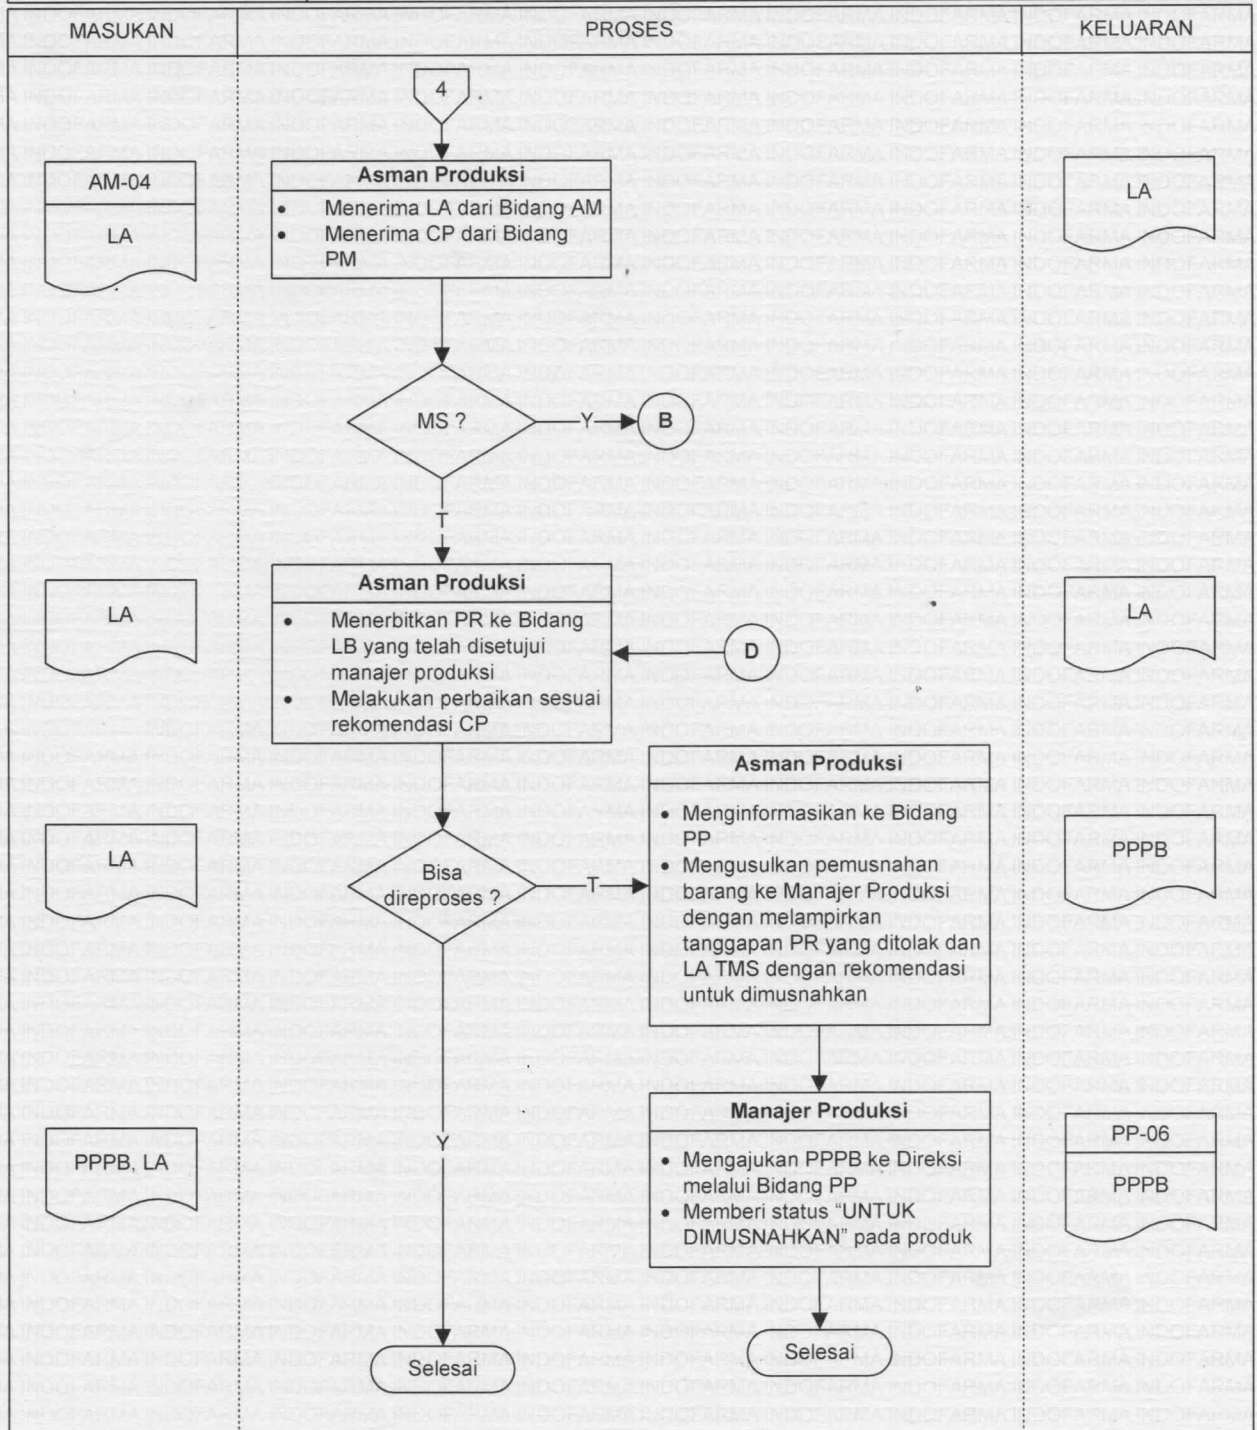 MASUKAN
PROSES
KELUARAN
4
AM-04
LA
Asman Produksi
• Menerima LA dari Bidang AM
• Menerima CP dari Bidang
PM
LA
MS ?
Y
B
T
LA
Asman Produksi
• Menerbitkan PR ke Bidang
LB yang telah disetujui
manajer produksi
• Melakukan perbaikan sesuai
rekomendasi CP
D
LA
LA
Bisa
direproses ?
T
Asman Produksi
• Menginformasikan ke Bidang
PP
• Mengusulkan pemusnahan
barang ke Manajer Produksi
dengan melampirkan
tanggapan PR yang ditolak dan
LA TMS dengan rekomendasi
untuk dimusnahkan
PPPB
PPPB, LA
Y
Manajer Produksi
• Mengajukan PPPB ke Direksi
melalui Bidang PP
• Memberi status “UNTUK
DIMUSNAHKAN” pada produk
PP-06
PPPB
Selesai
Selesai